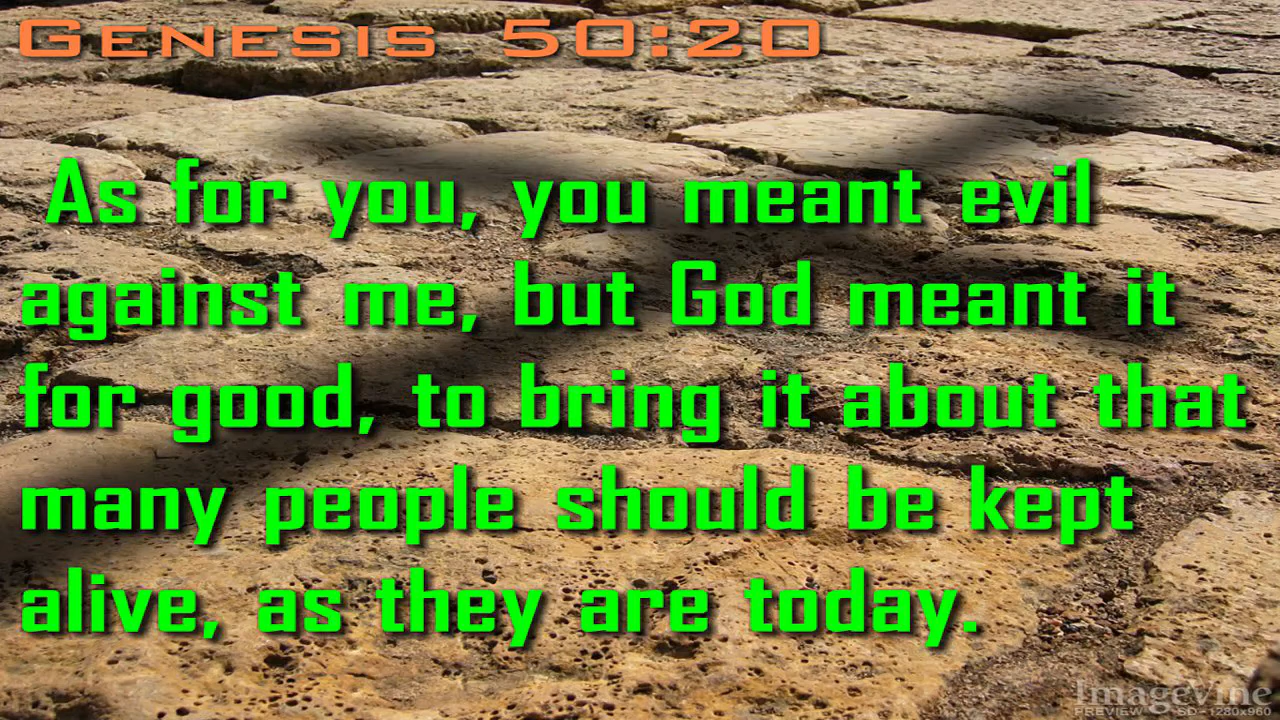 Genesis 50:20
As for you, you meant evil
against me, but God meant it
for good, to bring it about that
many people should be kept
alive, as they are today.
ImageVine
PREVIEW SD - 1280x960